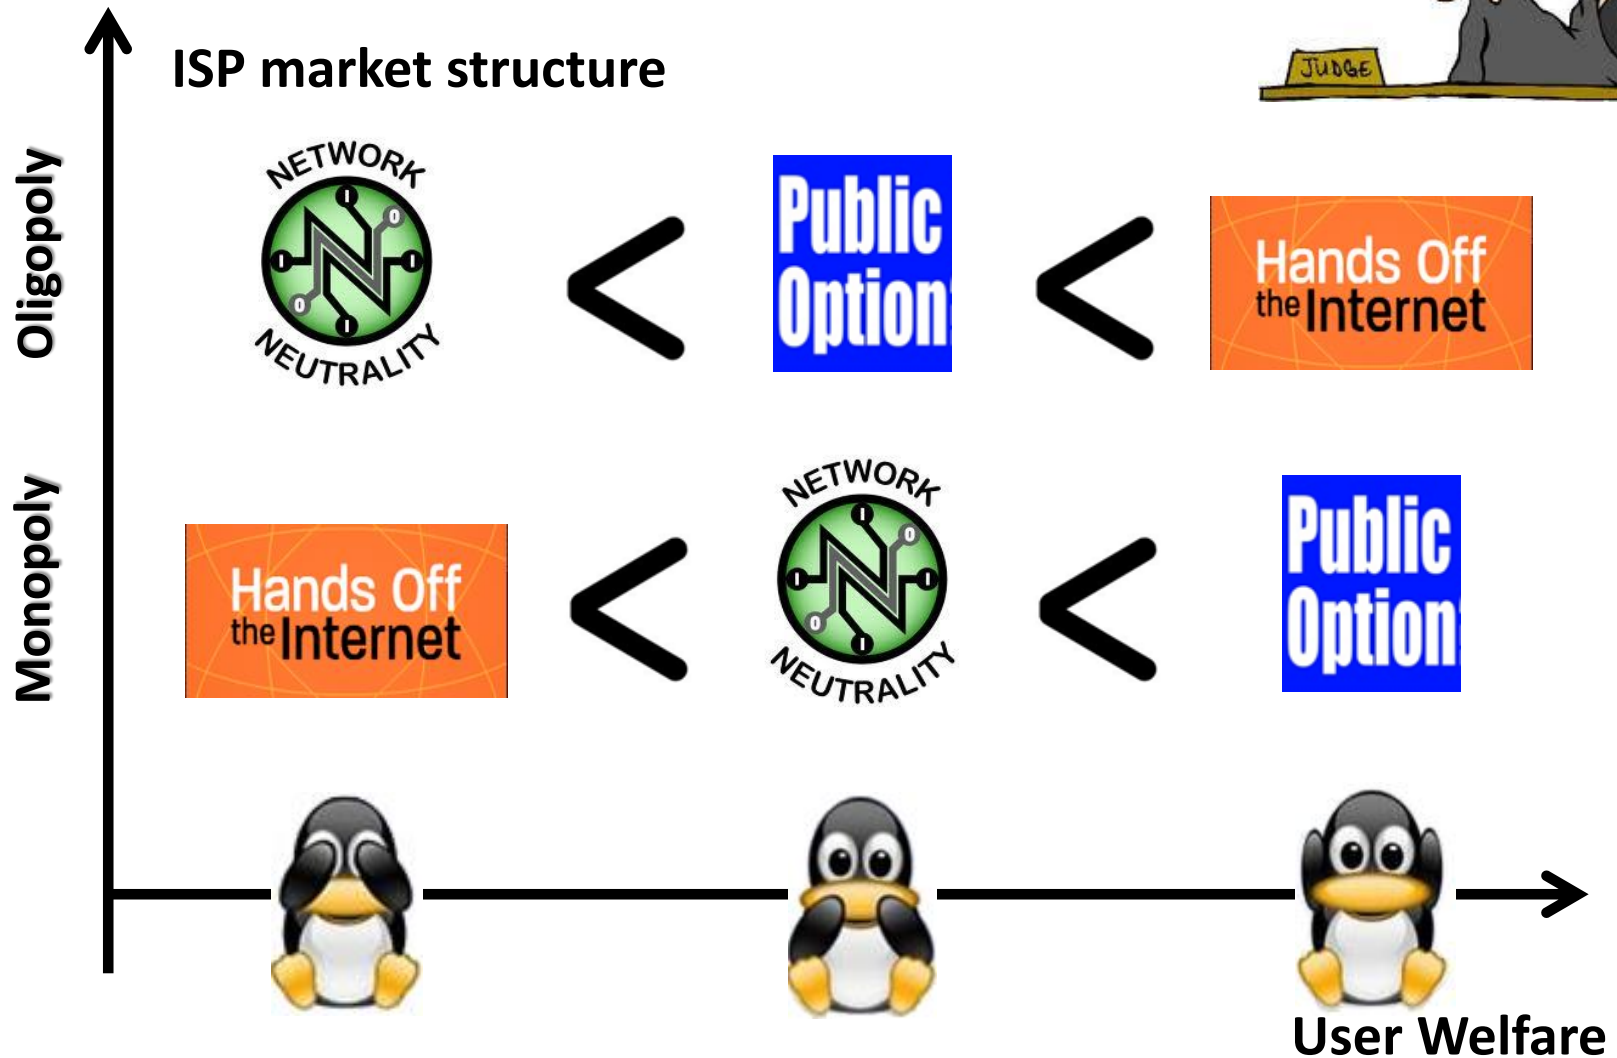 ISP market structure
JUDGE
Oligopoly
NETWORK
NEUTRALITY
<
Public
Option
<
Hands Off
the Internet
Monopoly
Hands Off
the Internet
<
NETWORK
NEUTRALITY
<
Public
Option
User Welfare